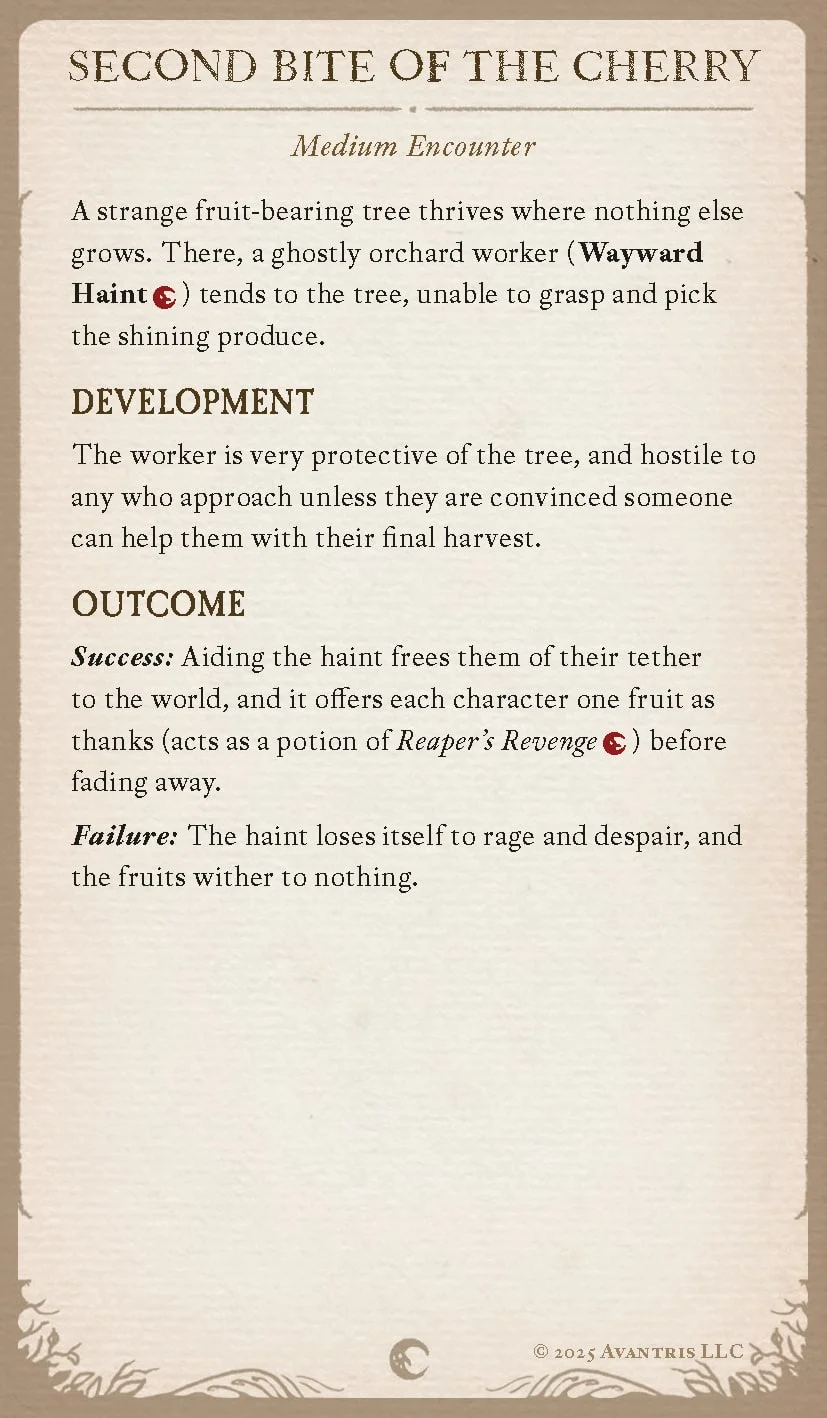 SECOND BITE OF THE CHERRY
Medium Encounter
A strange fruit-bearing tree thrives where nothing else
grows. There, a ghostly orchard worker (Wayward
Haint) tends to the tree, unable to grasp and pick
the shining produce.
DEVELOPMENT
The worker is very protective of the tree, and hostile to
any who approach unless they are convinced someone
can help them with their final harvest.
OUTCOME
Success: Aiding the haint frees them of their tether
to the world, and it offers each character one fruit as
thanks (acts as a potion of Reaper's Revenge) before
fading away.
Failure: The haint loses itself to rage and despair, and
the fruits wither to nothing.
© 2025 Avantris LLC